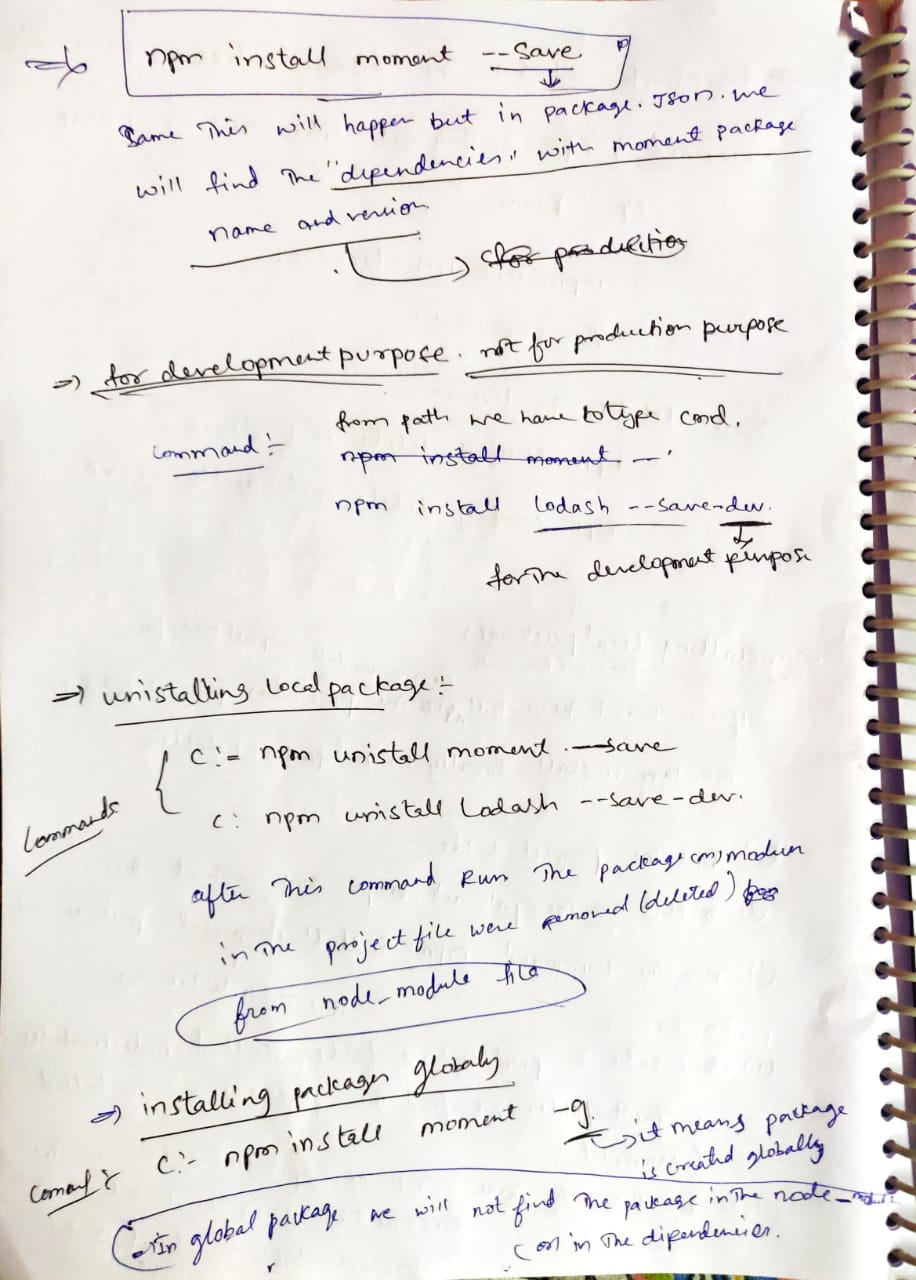 => npm install moment --save
Same This will happen but in package.Json. we
will find The "dependencies" with moment package
name and version
for production
=> for development purpose. not for production purpose
from path we have to type cmd.
Command :- npm install moment --
npm install lodash --save-dev.
for The development purpose
=> unistalling Local package :-
Commands
C:- npm unistall moment --save
C: npm unistall Lodash --save-dev.
after This command Run The package (or) modules
in The project file were removed (deleted)
from node_module file
=> installing packages globaly
C:- npm install moment -g.
it means package
is created globally
In global package we will not find The package in The node_
(or) in The dipendencies.